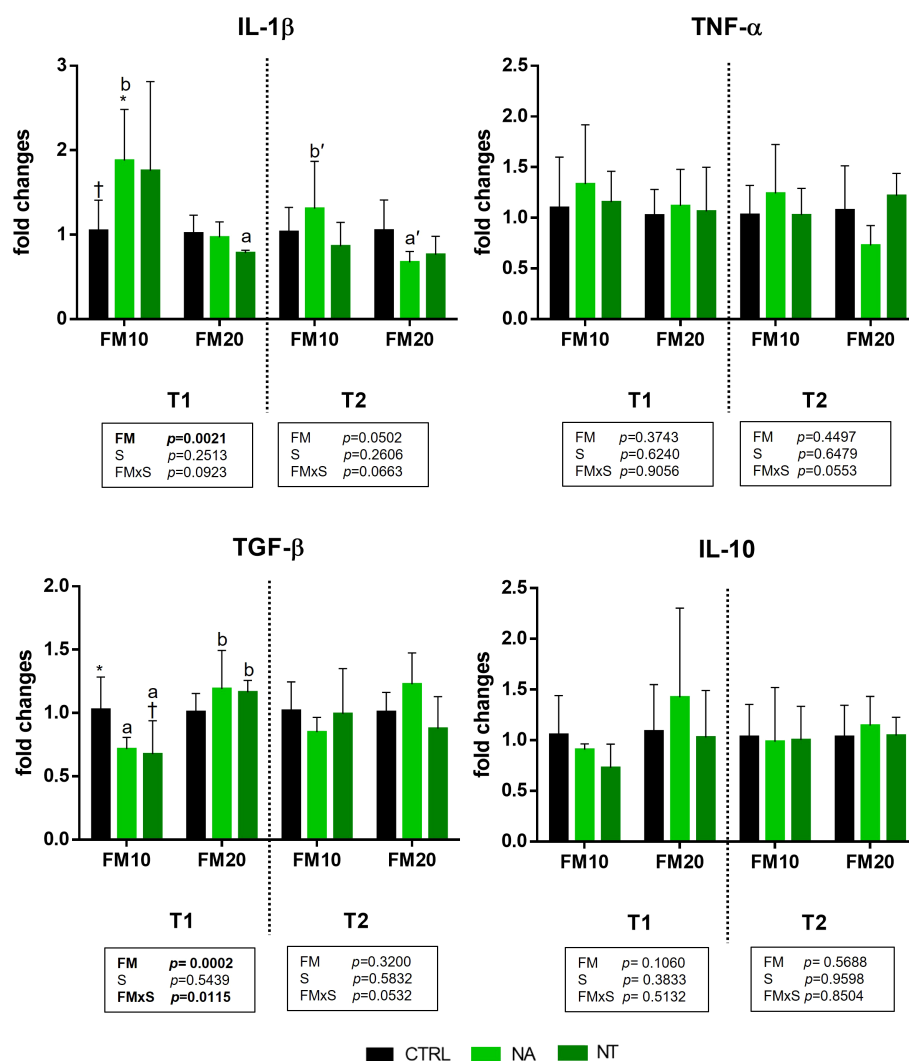 IL-1β
fold changes
3
2
1
0
†
b
*
a
b′
a′
FM10 FM20 FM10 FM20
T1 T2
FM p=0.0021
S p=0.2513
FMxS p=0.0923
FM p=0.0502
S p=0.2606
FMxS p=0.0663
TNF-α
fold changes
2.5
2.0
1.5
1.0
0.5
0.0
FM10 FM20 FM10 FM20
T1 T2
FM p=0.3743
S p=0.6240
FMxS p=0.9056
FM p=0.4497
S p=0.6479
FMxS p=0.0553
TGF-β
fold changes
2.0
1.5
1.0
0.5
0.0
*
a
a
†
b
b
FM10 FM20 FM10 FM20
T1 T2
FM p= 0.0002
S p=0.5439
FMxS p=0.0115
FM p=0.3200
S p=0.5832
FMxS p=0.0532
IL-10
fold changes
2.5
2.0
1.5
1.0
0.5
0.0
FM10 FM20 FM10 FM20
T1 T2
FM p= 0.1060
S p= 0.3833
FMxS p= 0.5132
FM p= 0.5688
S p=0.9598
FMxS p=0.8504
CTRL NA NT